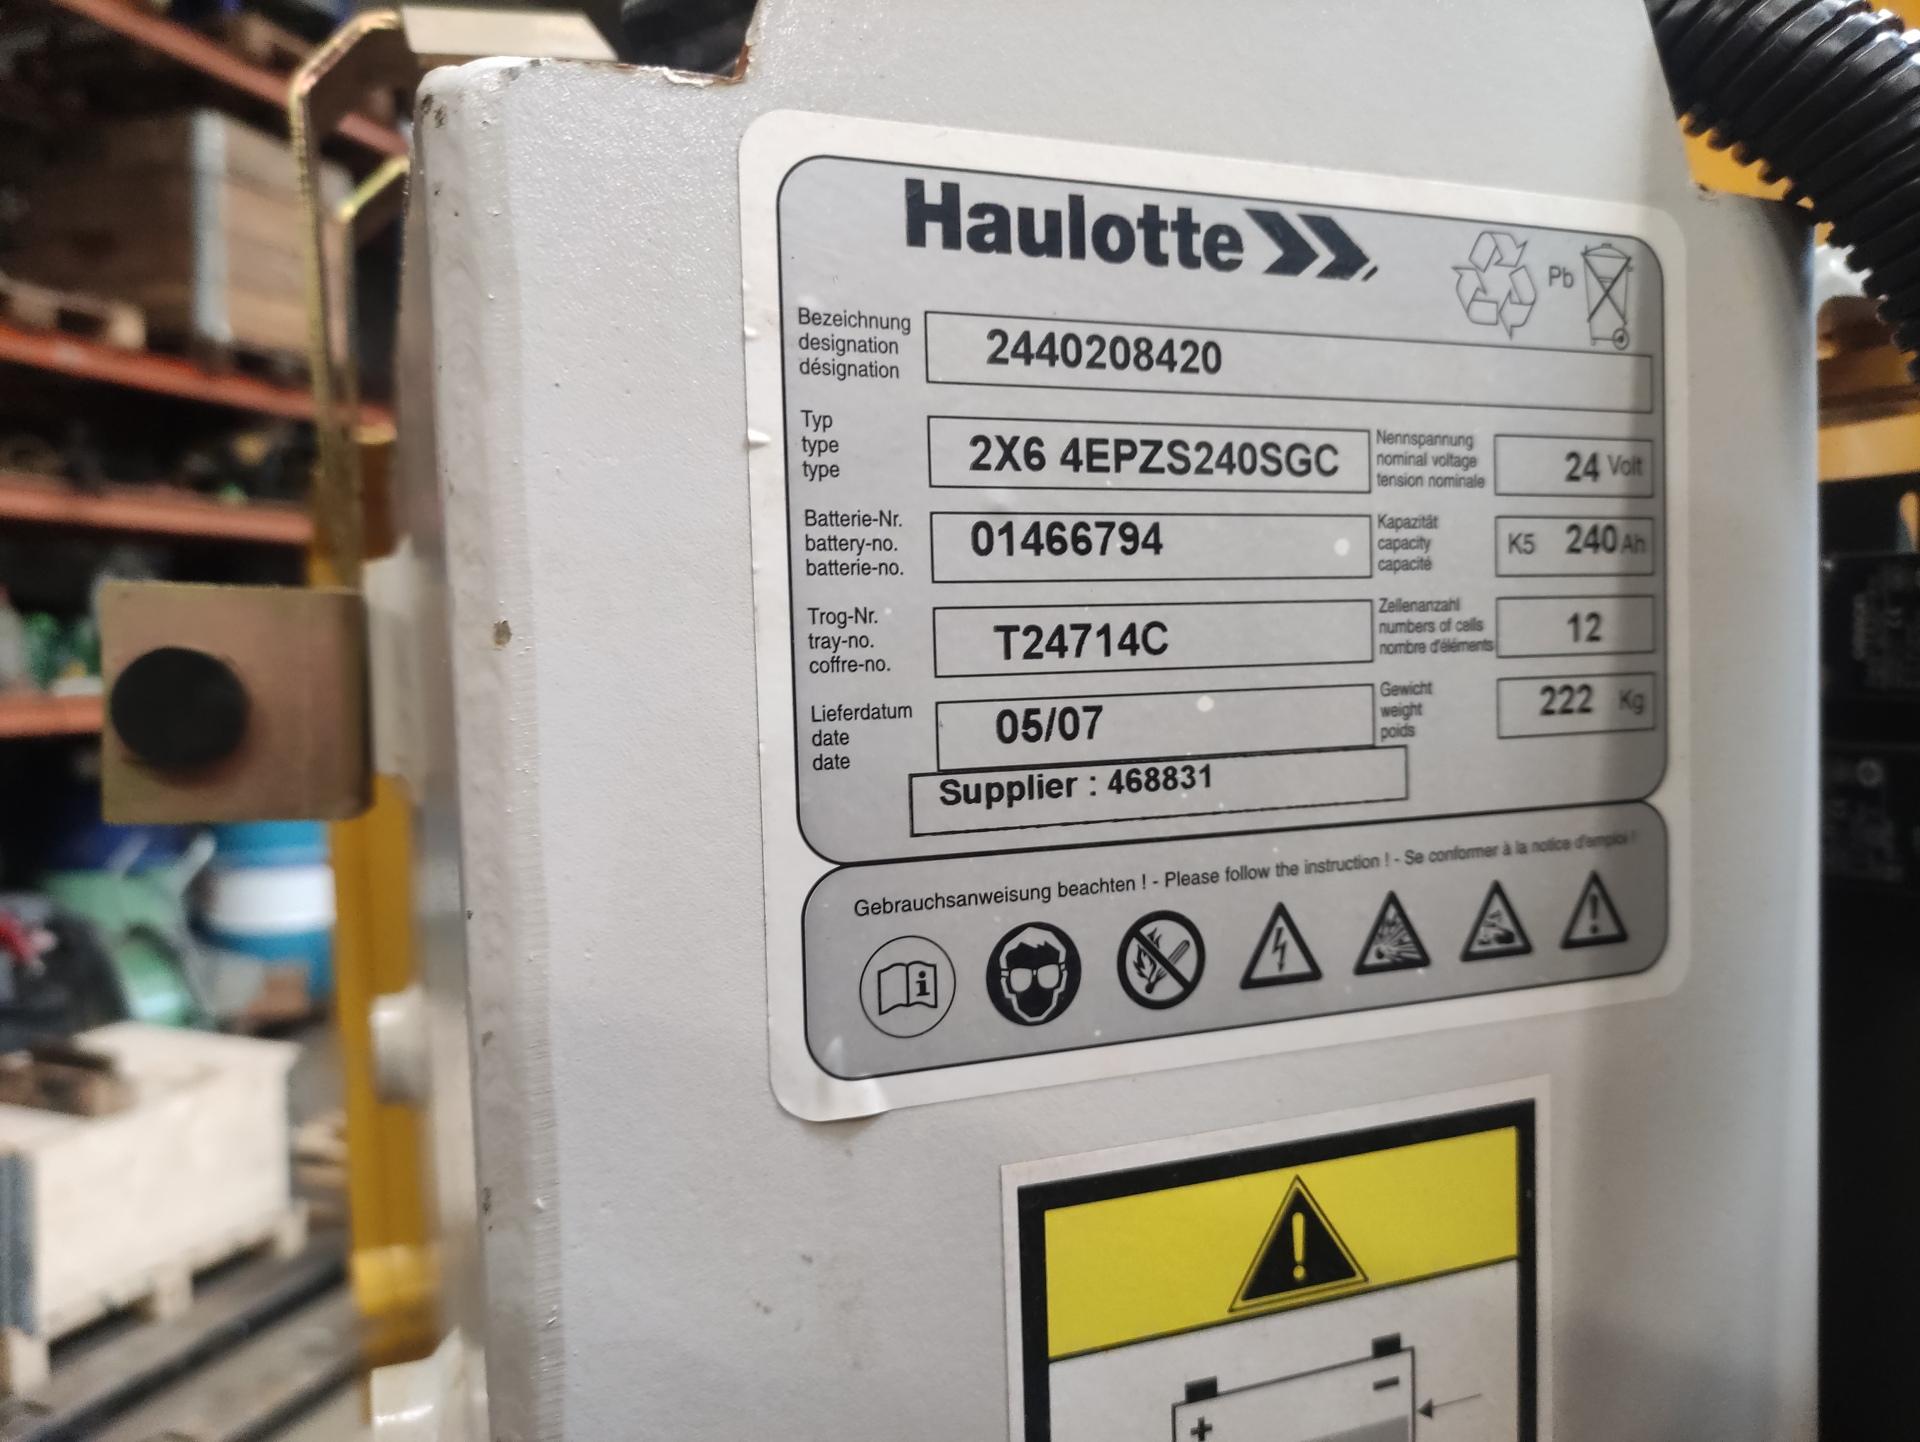 Haulotte
Pb
Bezeichnung
designation
désignation
2440208420
Typ
type
type
2X6 4EPZS240SGC
Nennspannung
nominal voltage
tension nominale
24 Volt
Batterie-Nr.
battery-no.
batterie-no.
01466794
Kapazität
capacity
capacité
K5 240 Ah
Trog-Nr.
tray-no.
coffre-no.
T24714C
Zellenanzahl
numbers of cells
nombre d'éléments
12
Lieferdatum
date
date
05/07
Gewicht
weight
poids
222 Kg
Supplier : 468831
Gebrauchsanweisung beachten ! - Please follow the instruction ! - Se conformer à la notice d'emploi !